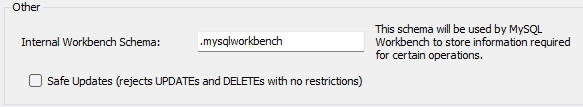 Other
Internal Workbench Schema:
.mysqlworkbench
This schema will be used by MySQL
Workbench to store information required
for certain operations.
Safe Updates (rejects UPDATEs and DELETEs with no restrictions)